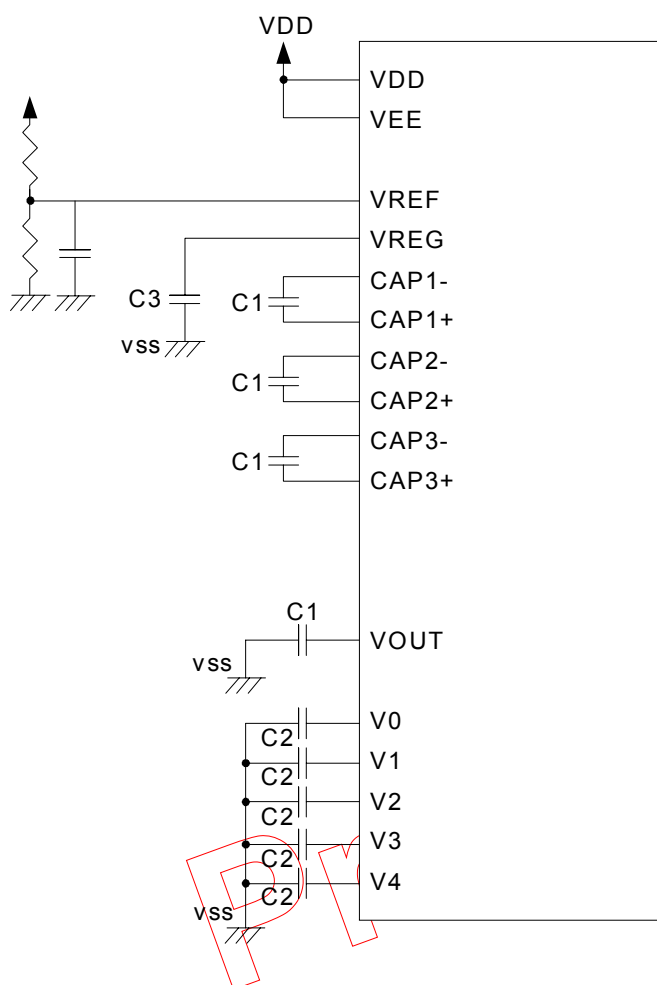 VDD
VDD
VEE
VREF
VREG
CAP1-
C3
C1
CAP1+
vss
CAP2-
C1
CAP2+
CAP3-
C1
CAP3+
C1
VOUT
vss
V0
C2
V1
C2
V2
C2
V3
C2
V4
C2
vss
Pr